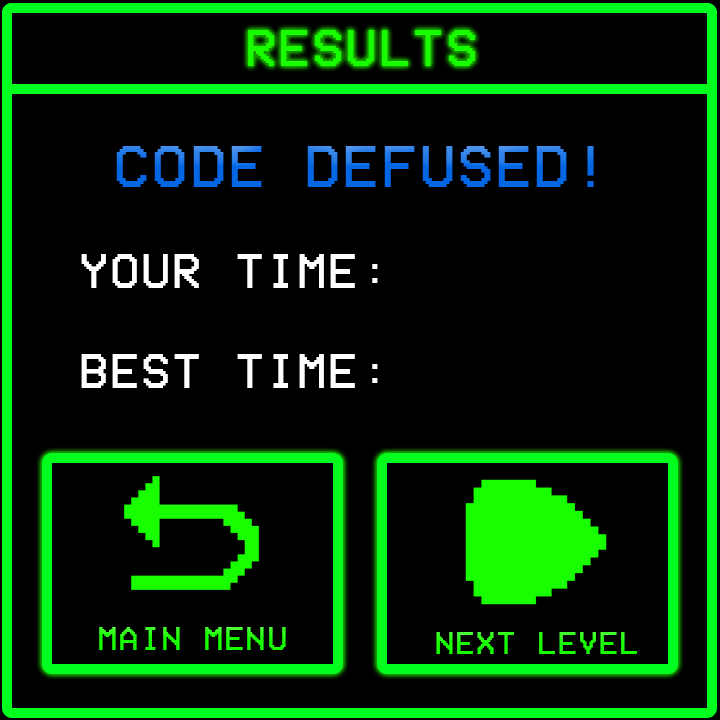 RESULTS
CODE DEFUSED!
YOUR TIME:
BEST TIME:
MAIN MENU
NEXT LEVEL